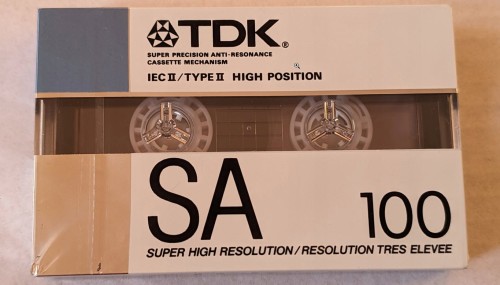 TDK®
SUPER PRECISION ANTI-RESONANCE
CASSETTE MECHANISM
IEC II/TYPE II HIGH POSITION
SA 100
SUPER HIGH RESOLUTION/RESOLUTION TRES ELEVEE